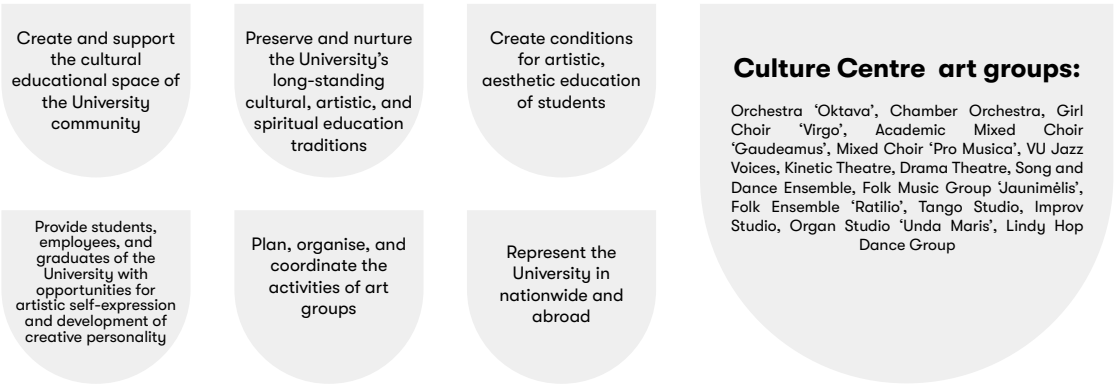 Create and support
the cultural
educational space of
the University
community
Preserve and nurture
the University's
long-standing
cultural, artistic, and
spiritual education
traditions
Create conditions
for artistic,
aesthetic education
of students
Provide students,
employees, and
graduates of the
University with
opportunities for
artistic self-expression
and development of
creative personality
Plan, organise, and
coordinate the
activities of art
groups
Represent the
University in
nationwide and
abroad
Culture Centre art groups:
Orchestra ‘Oktava’, Chamber Orchestra, Girl
Choir ‘Virgo’, Academic Mixed Choir
‘Gaudeamus’, Mixed Choir ‘Pro Musica’, VU Jazz
Voices, Kinetic Theatre, Drama Theatre, Song and
Dance Ensemble, Folk Music Group ‘Jaunimėlis’,
Folk Ensemble ‘Ratilio’, Tango Studio, Improv
Studio, Organ Studio ‘Unda Maris’, Lindy Hop
Dance Group